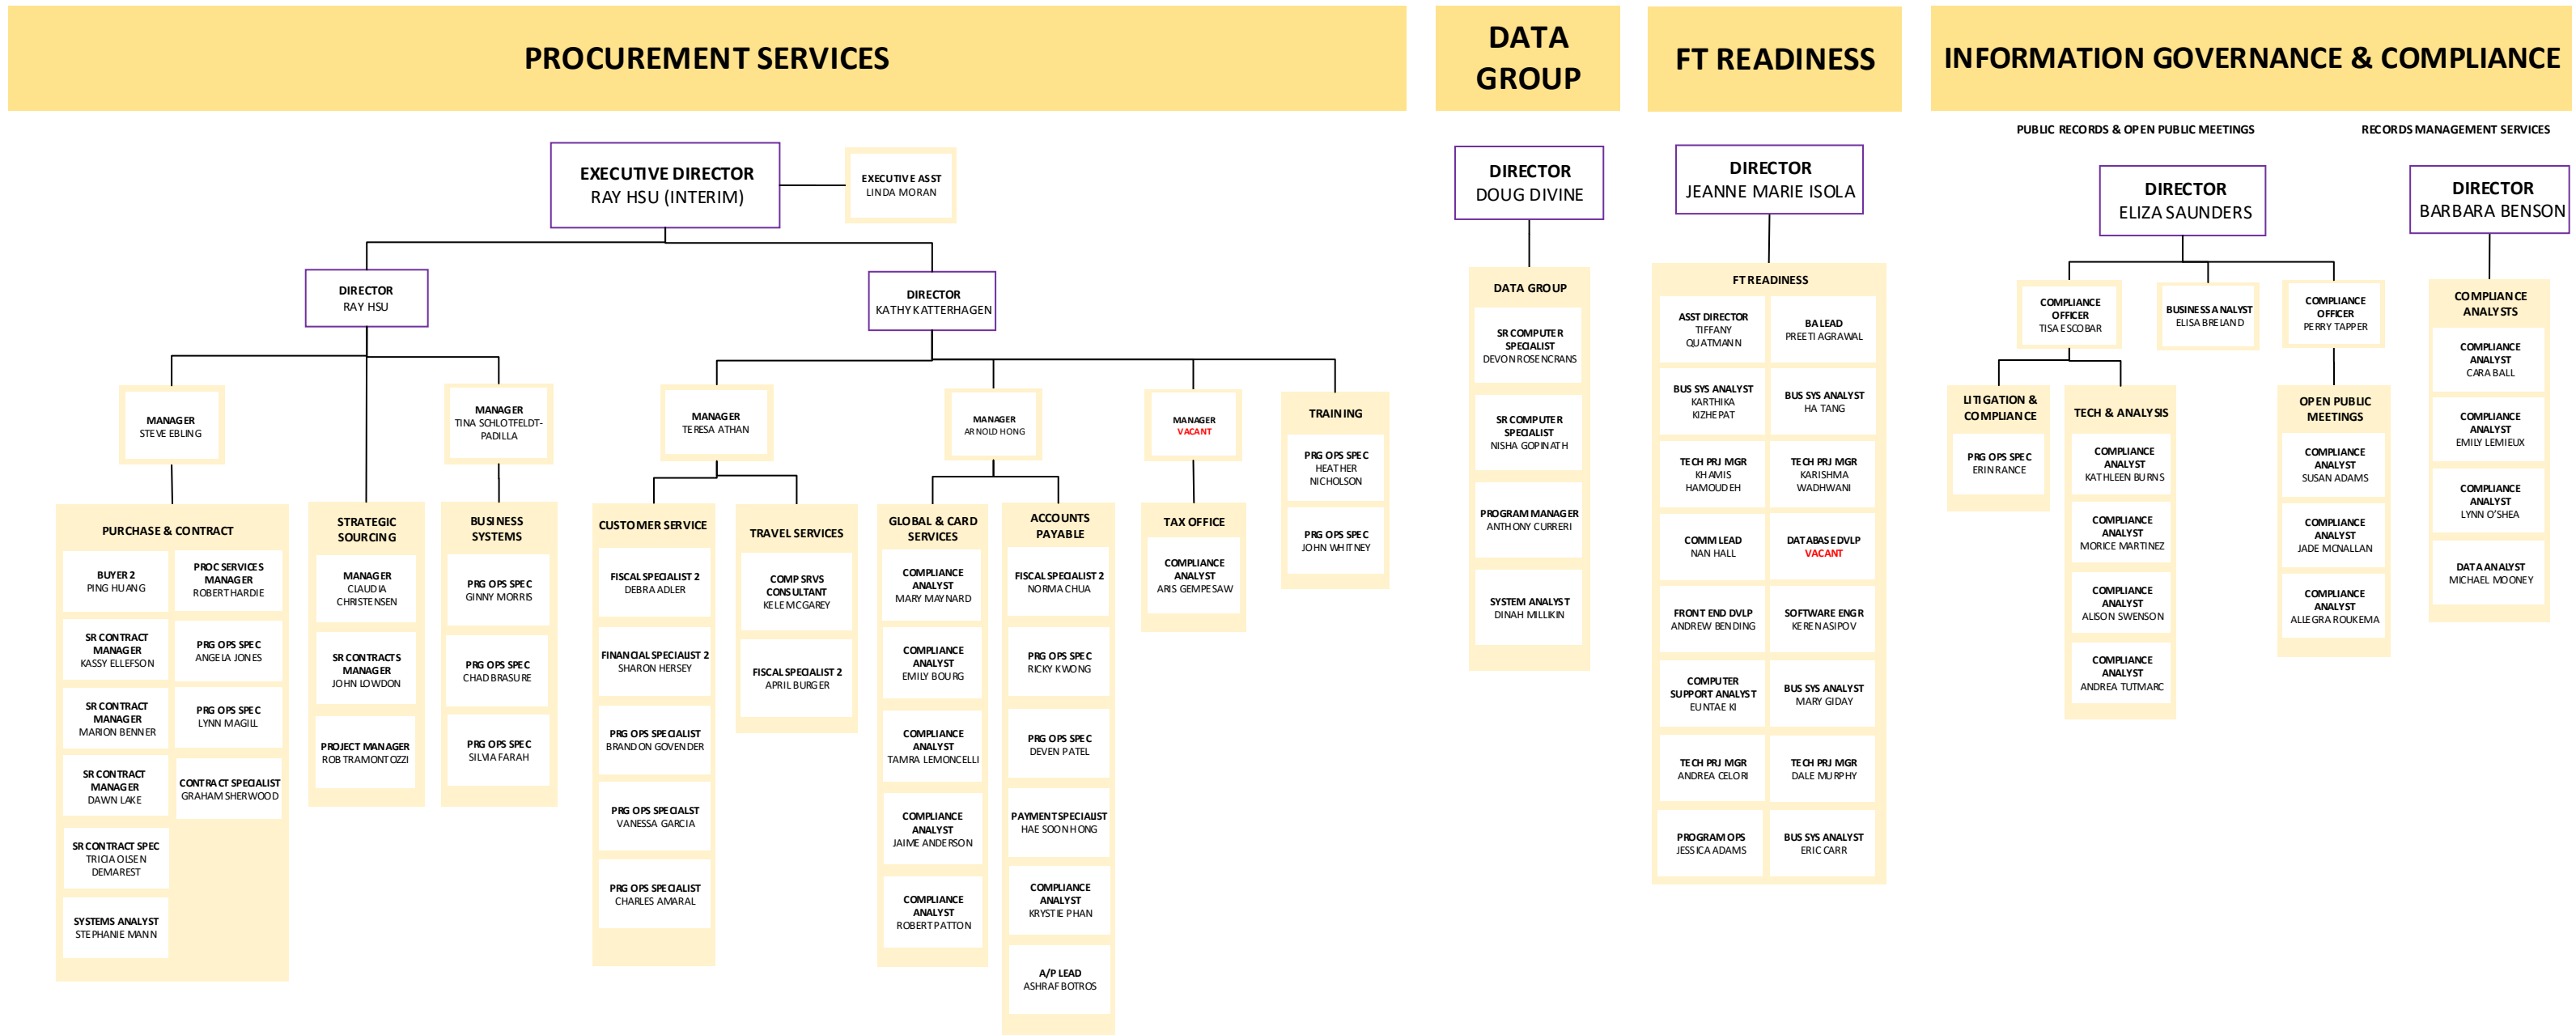 PROCUREMENT SERVICES
DATA
GROUP
FT READINESS
INFORMATION GOVERNANCE & COMPLIANCE
PUBLIC RECORDS & OPEN PUBLIC MEETINGS
RECORDS MANAGEMENT SERVICES
EXECUTIVE DIRECTOR
RAY HSU (INTERIM)
EXECUTIVE ASST
LINDA MORAN
DIRECTOR
RAY HSU
DIRECTOR
KATHY KATTERHAGEN
MANAGER
STEVE EBLING
MANAGER
TINA SCHLOTFELDT-
PADILLA
MANAGER
TERESA ATHAN
MANAGER
ARNOLD HONG
MANAGER
VACANT
PURCHASE & CONTRACT
BUYER 2
PING HUANG
SR CONTRACT
MANAGER
KASSY ELLEFSON
SR CONTRACT
MANAGER
MARION BENNER
SR CONTRACT
MANAGER
DAWN LAKE
SR CONTRACT SPEC
TRICIA OLSEN
DEMAREST
SYSTEMS ANALYST
STEPHANIE MANN
PROC SERVICES
MANAGER
ROBERT HARDIE
PRG OPS SPEC
ANGELA JONES
PRG OPS SPEC
LYNN MAGILL
CONTRACT SPECIALIST
GRAHAM SHERWOOD
STRATEGIC
SOURCING
MANAGER
CLAUDIA
CHRISTENSEN
SR CONTRACTS
MANAGER
JOHN LOWDON
PROJECT MANAGER
ROB TRAMONTOZZI
BUSINESS
SYSTEMS
PRG OPS SPEC
GINNY MORRIS
PRG OPS SPEC
CHAD BRASURE
PRG OPS SPEC
SILVIA FARAH
CUSTOMER SERVICE
FISCAL SPECIALIST 2
DEBRA ADLER
FINANCIAL SPECIALIST 2
SHARON HERSEY
PRG OPS SPECIALIST
BRANDON GOVENDER
PRG OPS SPECIALST
VANESSA GARCIA
PRG OPS SPECIALIST
CHARLES AMARAL
TRAVEL SERVICES
COMP SRVS
CONSULTANT
KELE MCGAREY
FISCAL SPECIALIST 2
APRIL BURGER
GLOBAL & CARD
SERVICES
COMPLIANCE
ANALYST
MARY MAYNARD
COMPLIANCE
ANALYST
EMILY BOURG
COMPLIANCE
ANALYST
TAMRA LEMONCELLI
COMPLIANCE
ANALYST
JAIME ANDERSON
COMPLIANCE
ANALYST
ROBERT PATTON
ACCOUNTS
PAYABLE
FISCAL SPECIALIST 2
NORMA CHUA
PRG OPS SPEC
RICKY KWONG
PRG OPS SPEC
DEVEN PATEL
PAYMENT SPECIALIST
HAE SOON HONG
COMPLIANCE
ANALYST
KRYSTIE PHAN
A/P LEAD
ASHRAF BOTROS
TAX OFFICE
COMPLIANCE
ANALYST
ARIS GEMPESAW
TRAINING
PRG OPS SPEC
HEATHER
NICHOLSON
PRG OPS SPEC
JOHN WHITNEY
DIRECTOR
DOUG DIVINE
DATA GROUP
SR COMPUTER
SPECIALIST
DEVON ROSENCRANS
SR COMPUTER
SPECIALIST
NISHA GOPINATH
PROGRAM MANAGER
ANTHONY CURRERI
SYSTEM ANALYST
DINAH MILLIKIN
DIRECTOR
JEANNE MARIE ISOLA
FT READINESS
ASST DIRECTOR
TIFFANY
QUATMANN
BA LEAD
PREETI AGRAWAL
BUS SYS ANALYST
KARTHIKA
KIZHEPAT
BUS SYS ANALYST
HA TANG
TECH PRJ MGR
KHAMIS
HAMOUDEH
TECH PRJ MGR
KARISHMA
WADHWANI
COMM LEAD
NAN HALL
DATABASE DVLP
VACANT
FRONT END DVLP
ANDREW BENDING
SOFTWARE ENGR
KEREN ASIPOV
COMPUTER
SUPPORT ANALYST
EUNTAE KI
BUS SYS ANALYST
MARY GIDAY
TECH PRJ MGR
ANDREA CELORI
TECH PRJ MGR
DALE MURPHY
PROGRAM OPS
JESSICA ADAMS
BUS SYS ANALYST
ERIC CARR
DIRECTOR
ELIZA SAUNDERS
COMPLIANCE
OFFICER
TISA ESCOBAR
BUSINESS ANALYST
ELISA BRELAND
COMPLIANCE
OFFICER
PERRY TAPPER
LITIGATION &
COMPLIANCE
PRG OPS SPEC
ERIN RANCE
TECH & ANALYSIS
COMPLIANCE
ANALYST
KATHLEEN BURNS
COMPLIANCE
ANALYST
MORICE MARTINEZ
COMPLIANCE
ANALYST
ALISON SWENSON
COMPLIANCE
ANALYST
ANDREA TUTMARC
OPEN PUBLIC
MEETINGS
COMPLIANCE
ANALYST
SUSAN ADAMS
COMPLIANCE
ANALYST
JADE MCNALLAN
COMPLIANCE
ANALYST
ALLEGRA ROUKEMA
DIRECTOR
BARBARA BENSON
COMPLIANCE
ANALYSTS
COMPLIANCE
ANALYST
CARA BALL
COMPLIANCE
ANALYST
EMILY LEMIEUX
COMPLIANCE
ANALYST
LYNN O'SHEA
DATA ANALYST
MICHAEL MOONEY